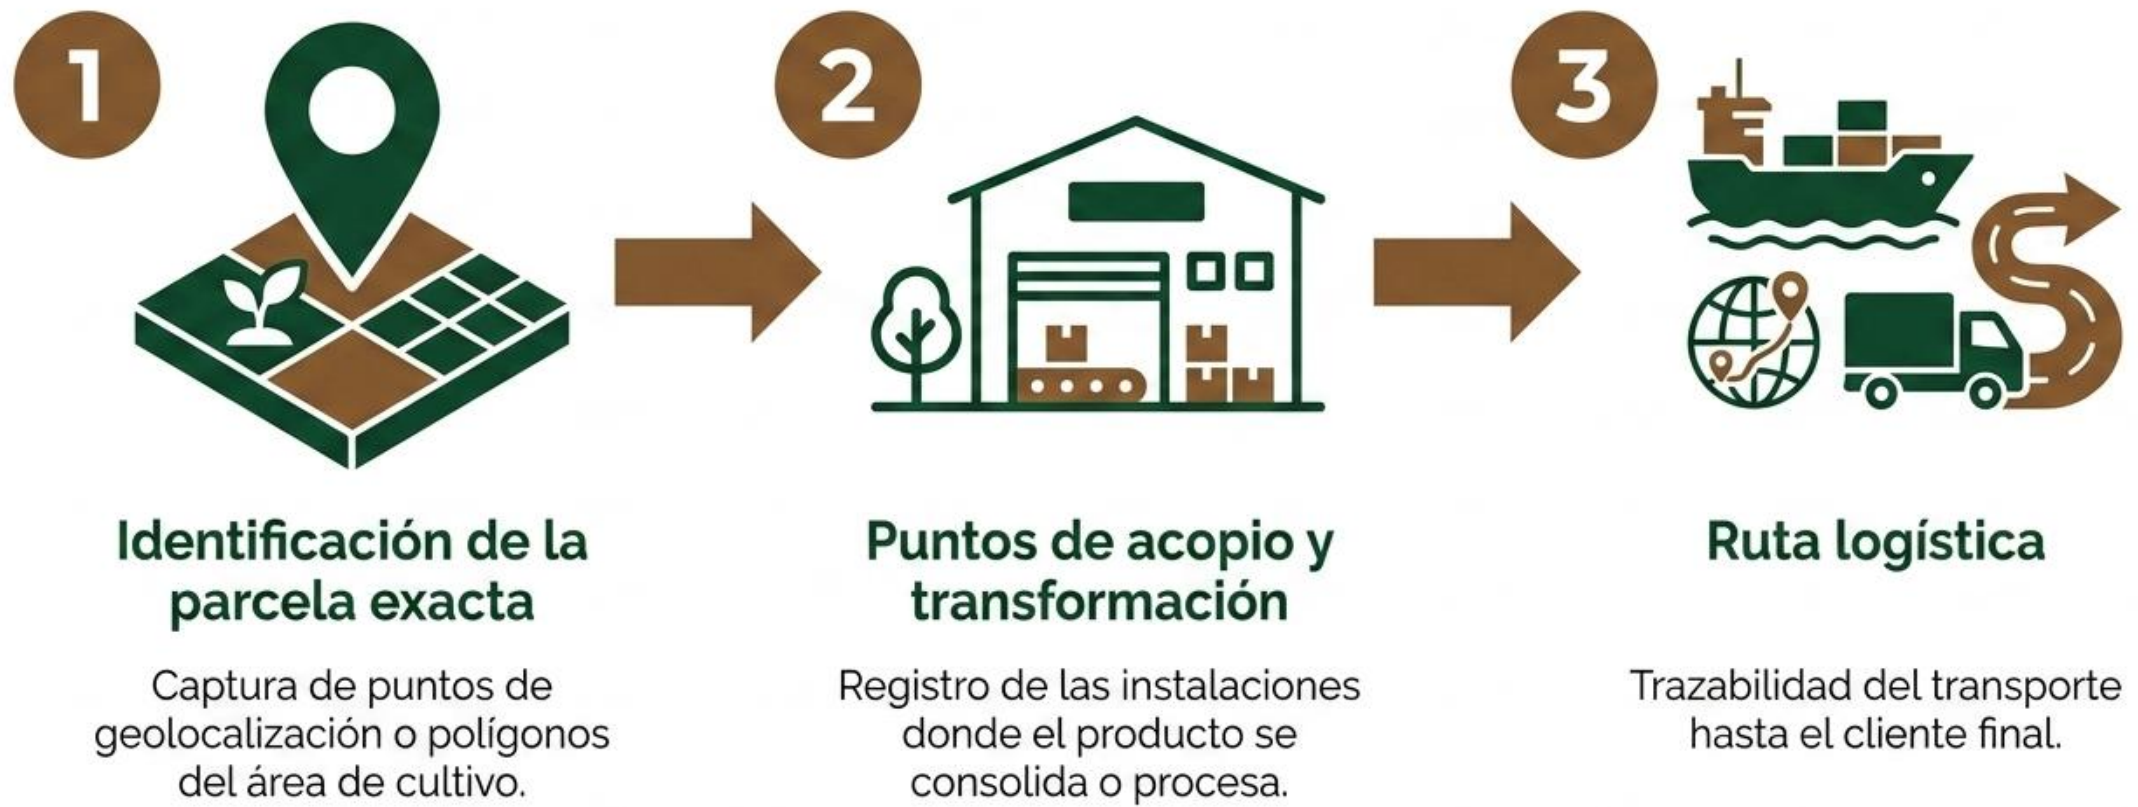 1
Identificación de la
parcela exacta
Captura de puntos de
geolocalización o polígonos
del área de cultivo.
2
Puntos de acopio y
transformación
Registro de las instalaciones
donde el producto se
consolida o procesa.
3
Ruta logística
Trazabilidad del transporte
hasta el cliente final.